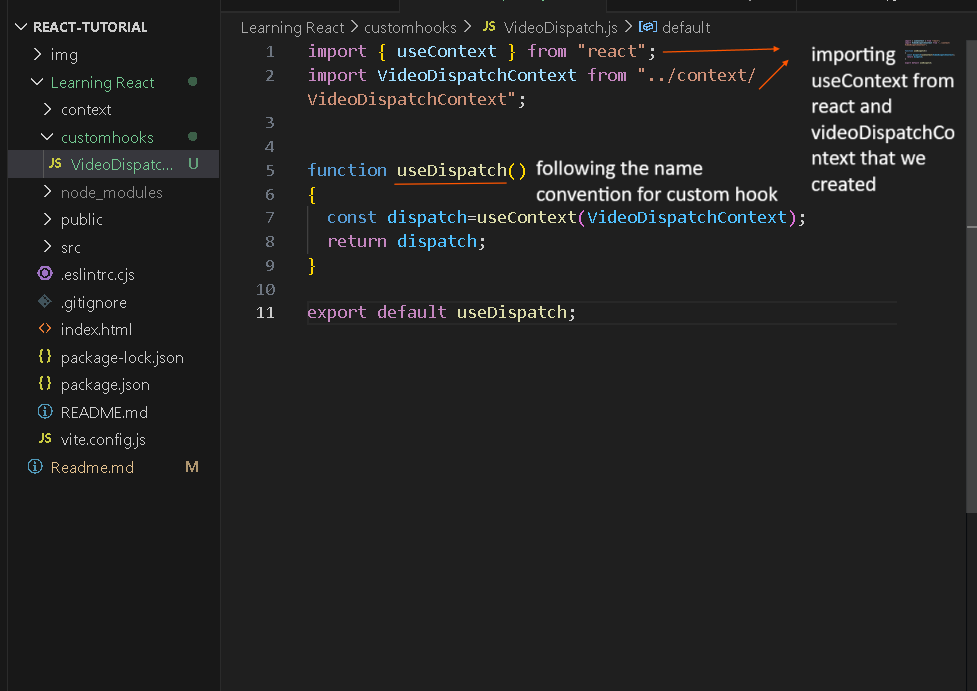 REACT-TUTORIAL
img
Learning React
context
customhooks
JS VideoDispatc... U
node_modules
public
src
.eslintrc.cjs
.gitignore
index.html
package-lock.json
package.json
README.md
JS vite.config.js
Readme.md M
Learning React > customhooks > JS VideoDispatch.js > default
1 import { useContext } from "react";
2 import VideoDispatchContext from "../context/
VideoDispatchContext";
3
4
5 function useDispatch()
6 {
7 const dispatch=useContext(VideoDispatchContext);
8 return dispatch;
9 }
10
11 export default useDispatch;
following the name
convention for custom hook
importing
useContext from
react and
videoDispatchCo
ntext that we
created